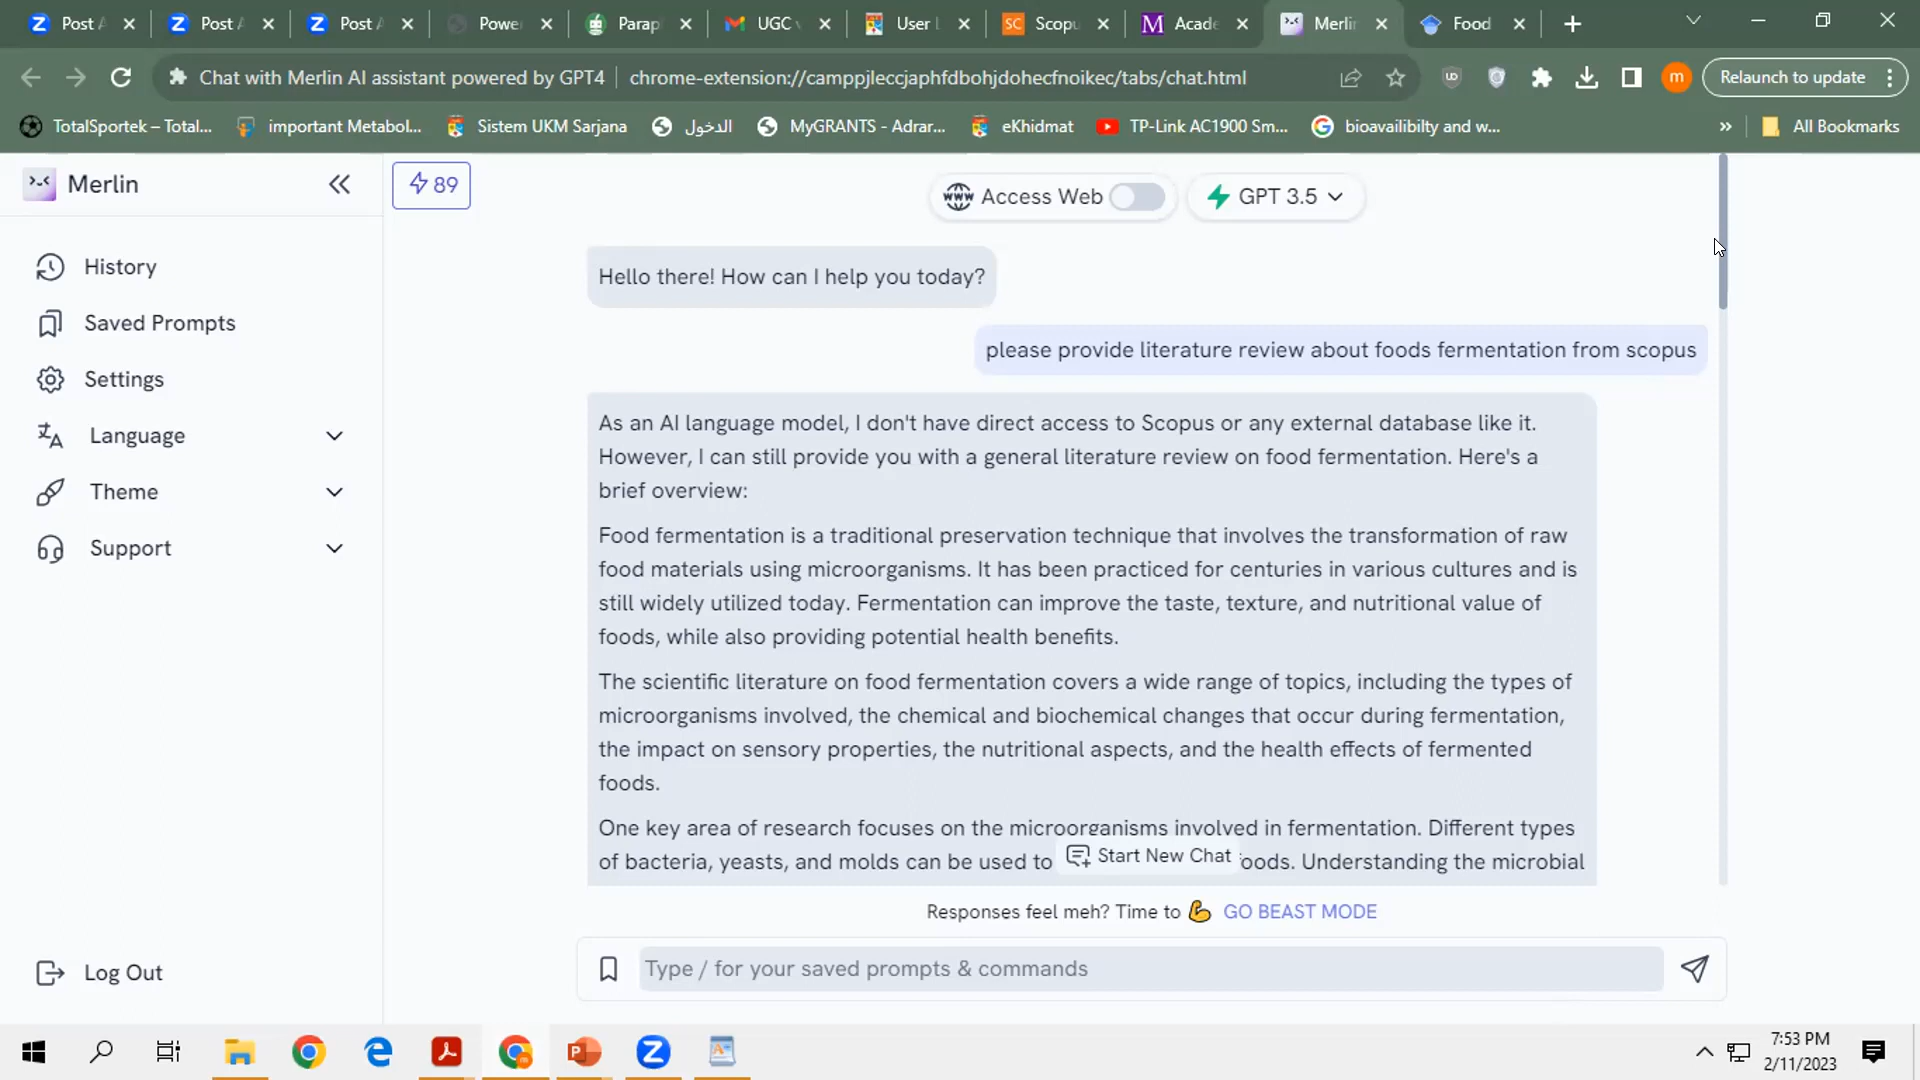 Post
Post
Post
Power
Parap
UGC
User
Scopu
Acade
Merlin
Food
Chat with Merlin AI assistant powered by GPT4
chrome-extension://camppjleccjaphfdbohjdohecfnoikec/tabs/chat.html
m
Relaunch to update
TotalSportek – Total...
important Metabol...
Sistem UKM Sarjana
الدخول
MyGRANTS - Adrar...
eKhidmat
TP-Link AC1900 Sm...
bioavailibilty and w...
»
All Bookmarks
Merlin
89
Access Web
GPT 3.5
History
Saved Prompts
Settings
Language
Theme
Support
Log Out
Hello there! How can I help you today?
please provide literature review about foods fermentation from scopus
As an AI language model, I don't have direct access to Scopus or any external database like it.
However, I can still provide you with a general literature review on food fermentation. Here's a
brief overview:
Food fermentation is a traditional preservation technique that involves the transformation of raw
food materials using microorganisms. It has been practiced for centuries in various cultures and is
still widely utilized today. Fermentation can improve the taste, texture, and nutritional value of
foods, while also providing potential health benefits.
The scientific literature on food fermentation covers a wide range of topics, including the types of
microorganisms involved, the chemical and biochemical changes that occur during fermentation,
the impact on sensory properties, the nutritional aspects, and the health effects of fermented
foods.
One key area of research focuses on the microorganisms involved in fermentation. Different types
of bacteria, yeasts, and molds can be used to
Start New Chat
oods. Understanding the microbial
Responses feel meh? Time to 💪 GO BEAST MODE
Type / for your saved prompts & commands
7:53 PM
2/11/2023